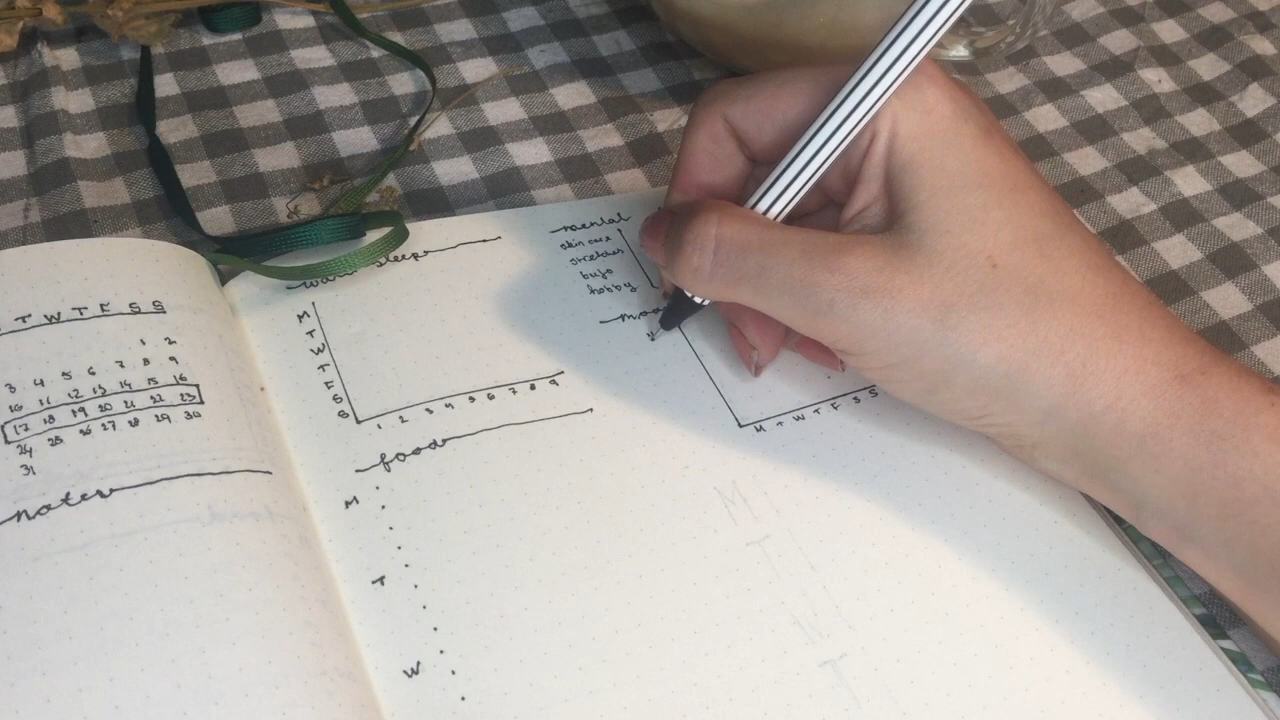 T W T F S S
1 2
3 4 5 6 7 8 9
10 11 12 13 14 15 16
17 18 19 20 21 22 23
24 25 26 27 28 29 30
31
notes
sleep
M
T
W
T
F
S
S
1 2 3 4 5 6 7 8 9
food
M
T
W
mental
skin care
stretches
bujo
hobby
M T W T F S S
M
T
W
T